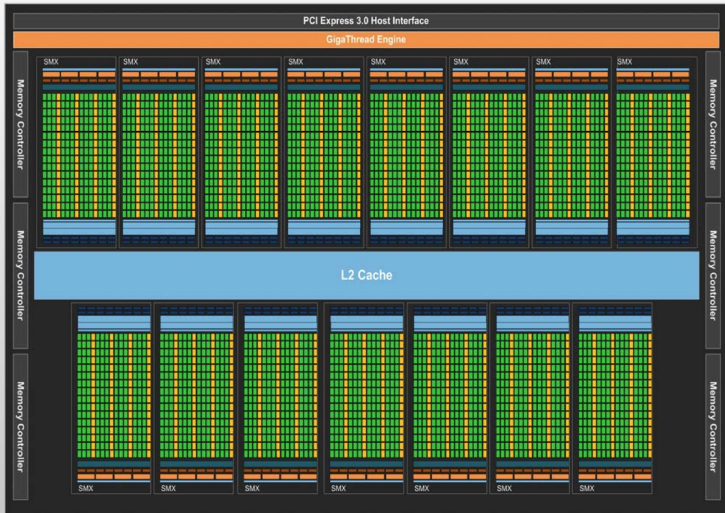 PCI Express 3.0 Host Interface
GigaThread Engine
SMX SMX SMX SMX SMX SMX SMX SMX
Memory Controller
Memory Controller
Memory Controller
Memory Controller
L2 Cache
Memory Controller
Memory Controller
SMX SMX SMX SMX SMX SMX SMX